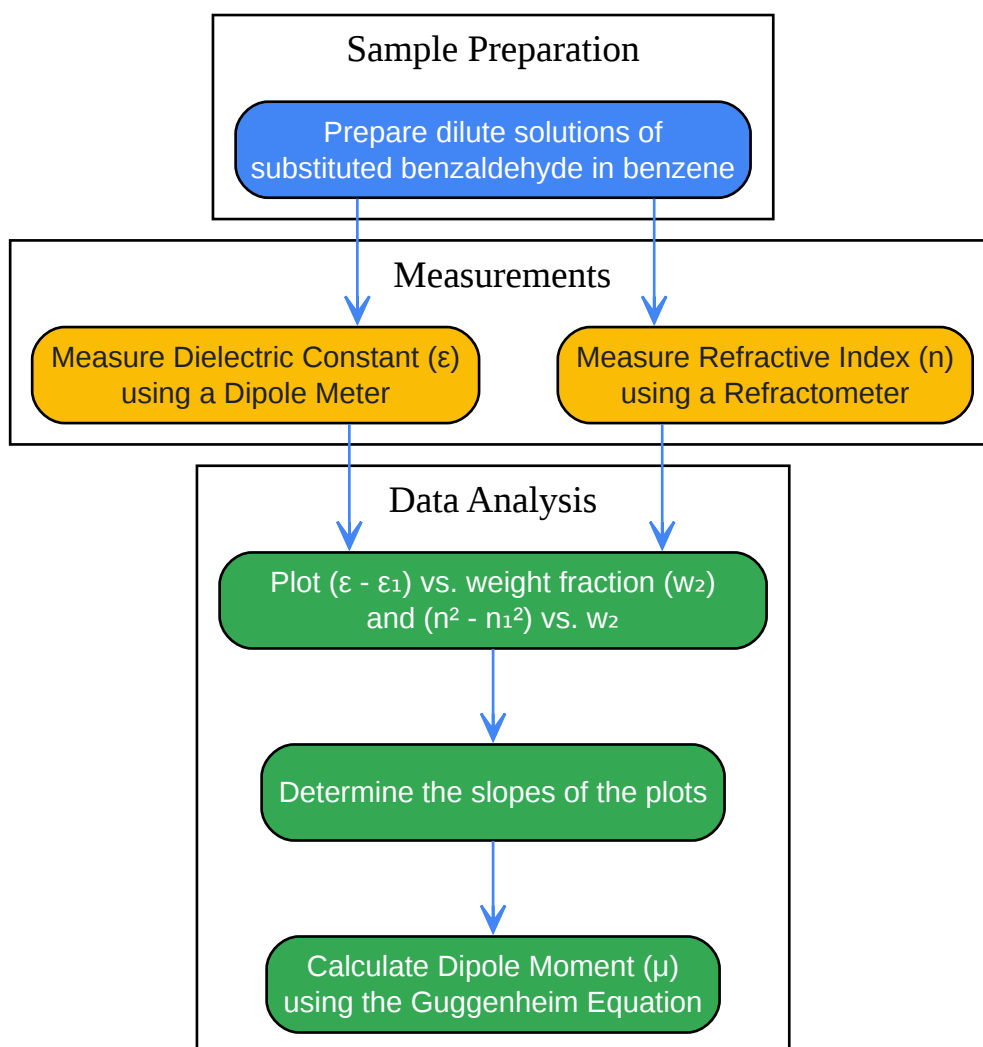 Sample Preparation
Prepare dilute solutions of
substituted benzaldehyde in benzene
Measurements
Measure Dielectric Constant (ε)
using a Dipole Meter
Measure Refractive Index (n)
using a Refractometer
Data Analysis
Plot (ε - ε₁) vs. weight fraction (w₂)
and (n² - n₁²) vs. w₂
Determine the slopes of the plots
Calculate Dipole Moment (μ)
using the Guggenheim Equation